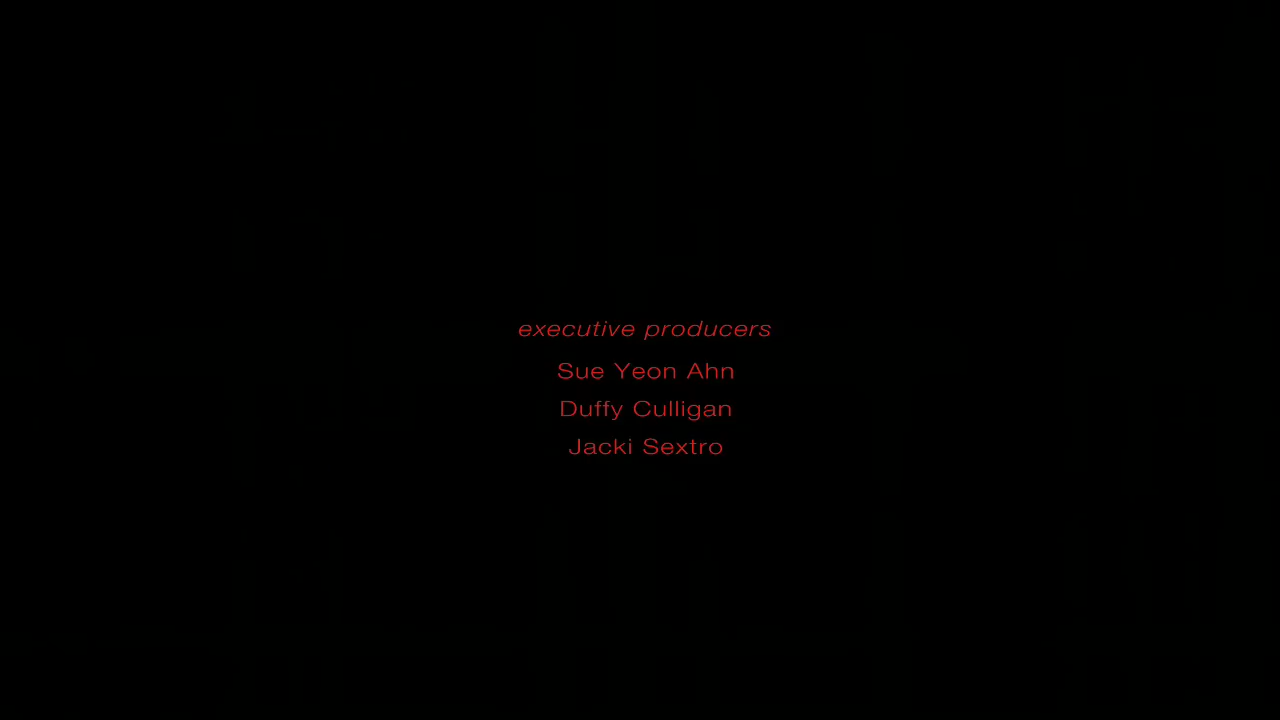 executive producers
Sue Yeon Ahn
Duffy Culligan
Jacki Sextro